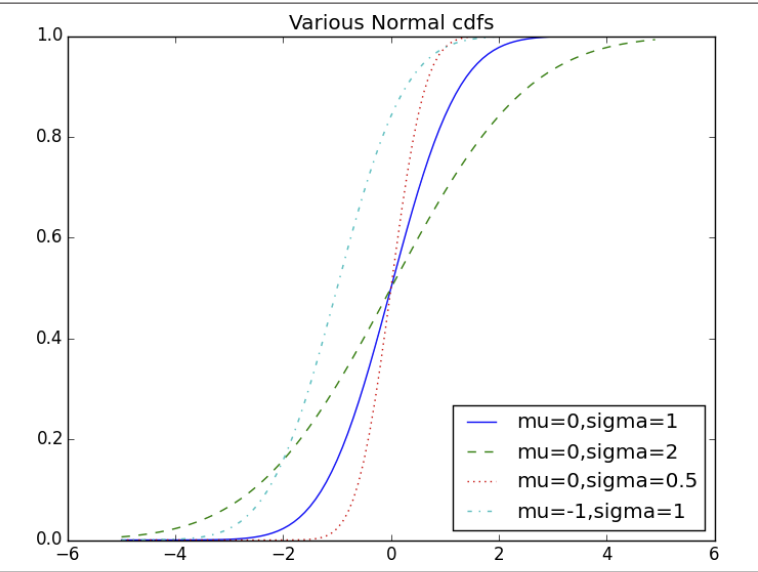 Various Normal cdfs
1.0
0.8
0.6
0.4
0.2
0.0
−6 −4 −2 0 2 4 6
mu=0,sigma=1
mu=0,sigma=2
mu=0,sigma=0.5
mu=-1,sigma=1